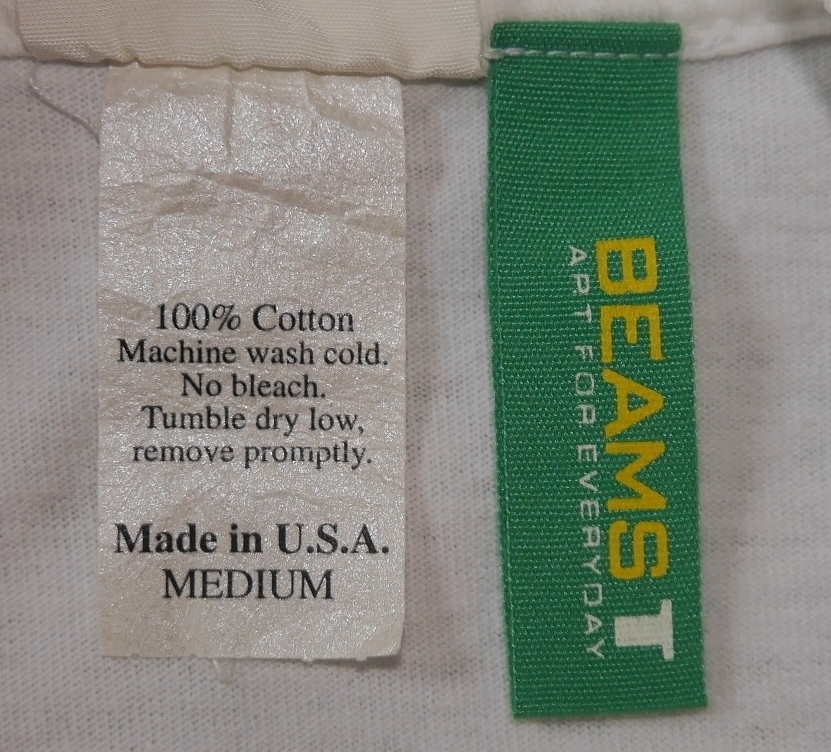 100% Cotton
Machine wash cold.
No bleach.
Tumble dry low,
remove promptly.
Made in U.S.A.
MEDIUM
BEAMS T
ART FOR EVERYDAY